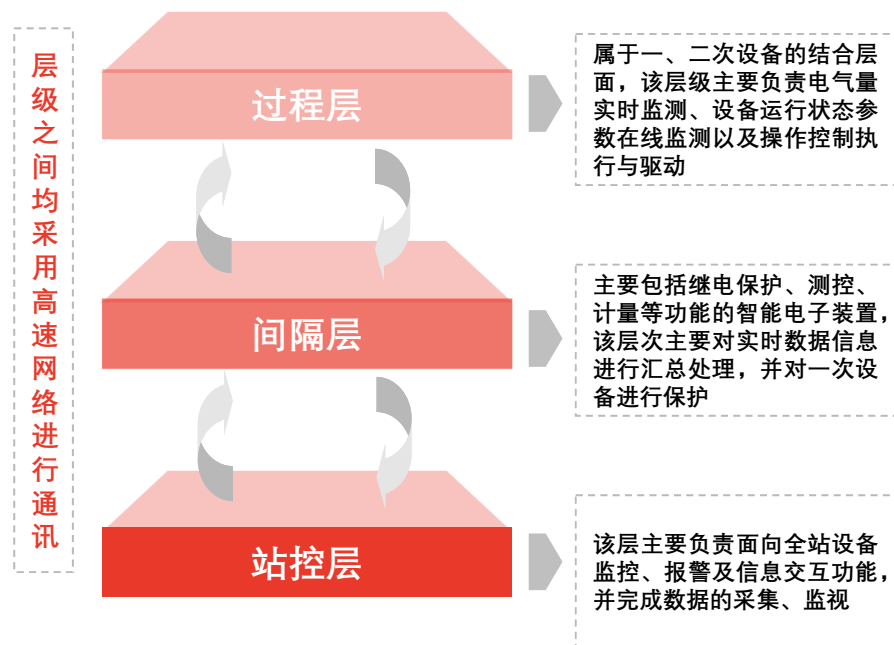 层级之间均采用高速网络进行通讯
过程层
属于一、二次设备的结合层
面，该层级主要负责电气量
实时监测、设备运行状态参
数在线监测以及操作控制执
行与驱动
间隔层
主要包括继电保护、测控、
计量等功能的智能电子装置，
该层次主要对实时数据信息
进行汇总处理，并对一次设
备进行保护
站控层
该层主要负责面向全站设备
监控、报警及信息交互功能，
并完成数据的采集、监视